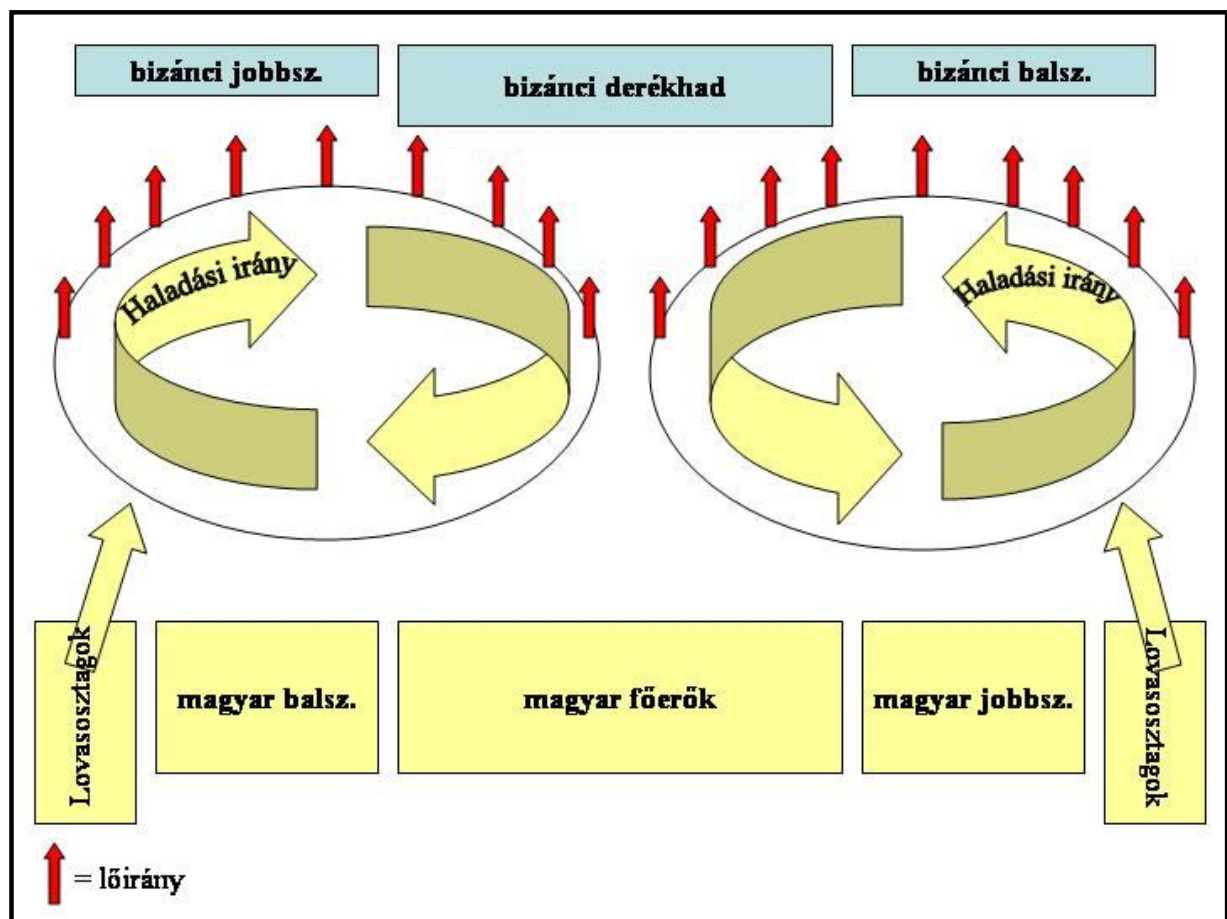 bizánci jobbsz.
bizánci derékhad
bizánci balsz.
Haladási irány
Haladási irány
Lovasosztagok
magyar balsz.
magyar főerők
magyar jobbsz.
Lovasosztagok
= lőirány